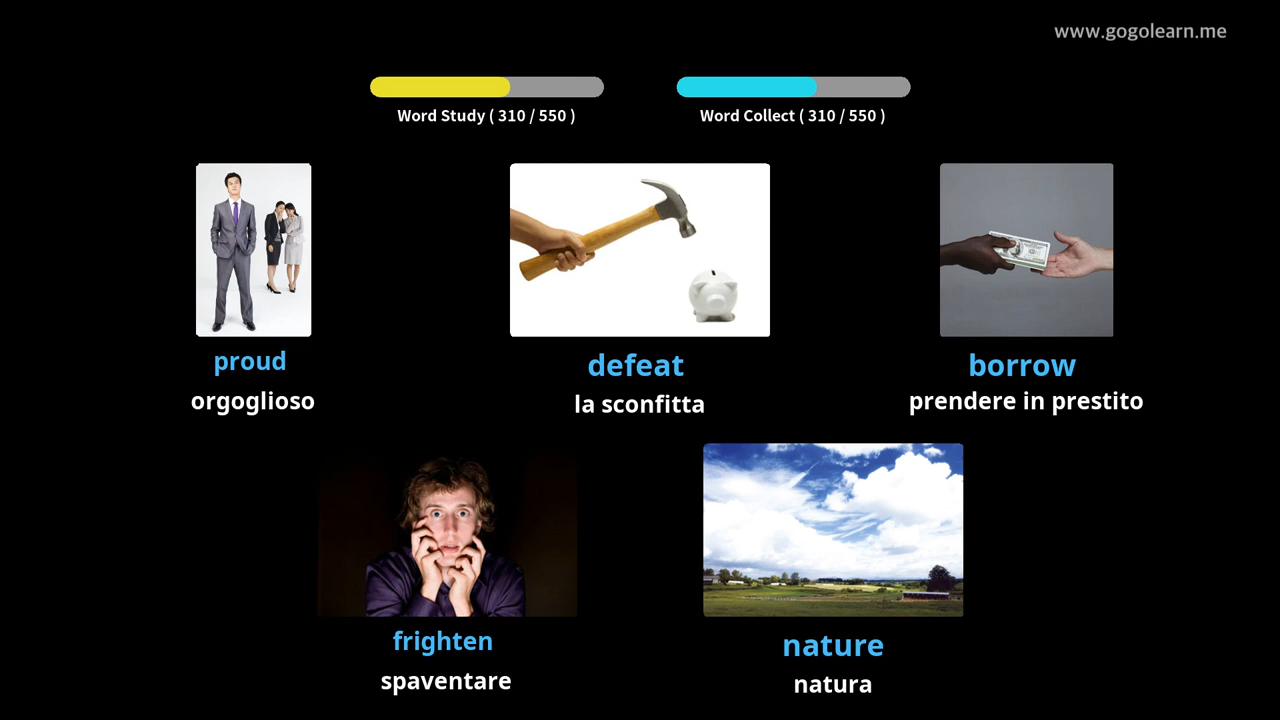 www.gogolearn.me
Word Study ( 310 / 550 )
Word Collect ( 310 / 550 )
proud
orgoglioso
defeat
la sconfitta
borrow
prendere in prestito
frighten
spaventare
nature
natura